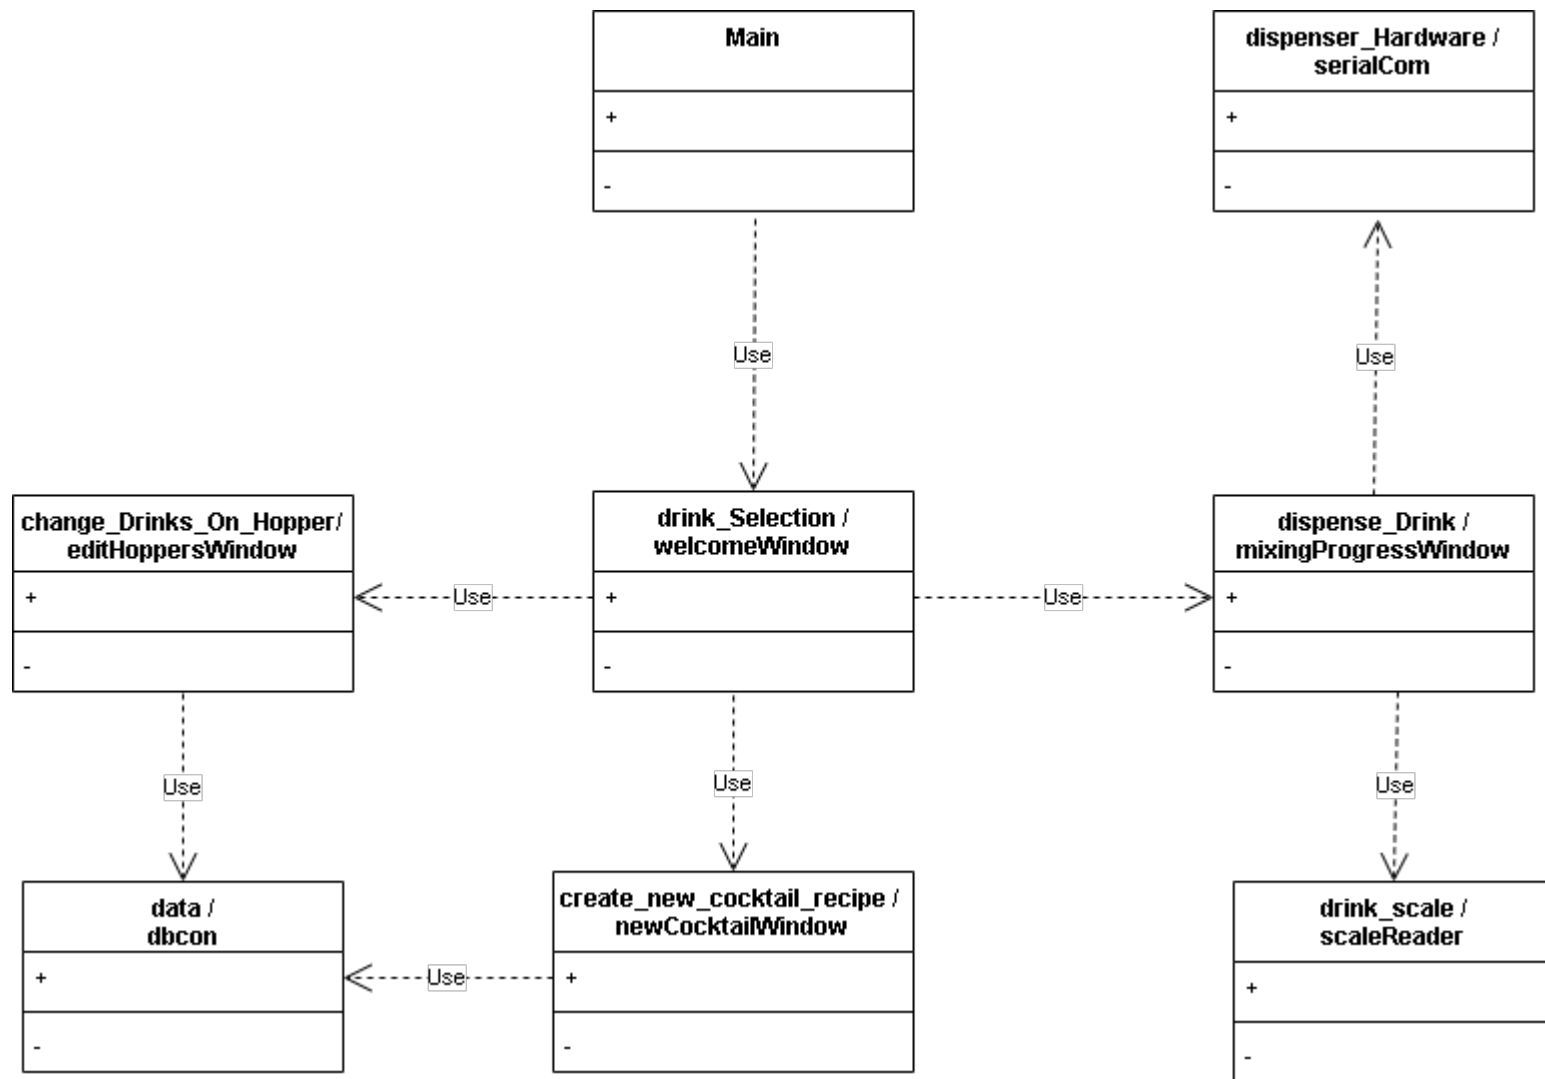 Main
+
-
dispenser_Hardware /
serialCom
+
-
Use
Use
change_Drinks_On_Hopper/
editHoppersWindow
+
-
Use
drink_Selection /
welcomeWindow
+
-
Use
dispense_Drink /
mixingProgressWindow
+
-
Use
Use
Use
data /
dbcon
+
-
Use
create_new_cocktail_recipe /
newCocktailWindow
+
-
drink_scale /
scaleReader
+
-